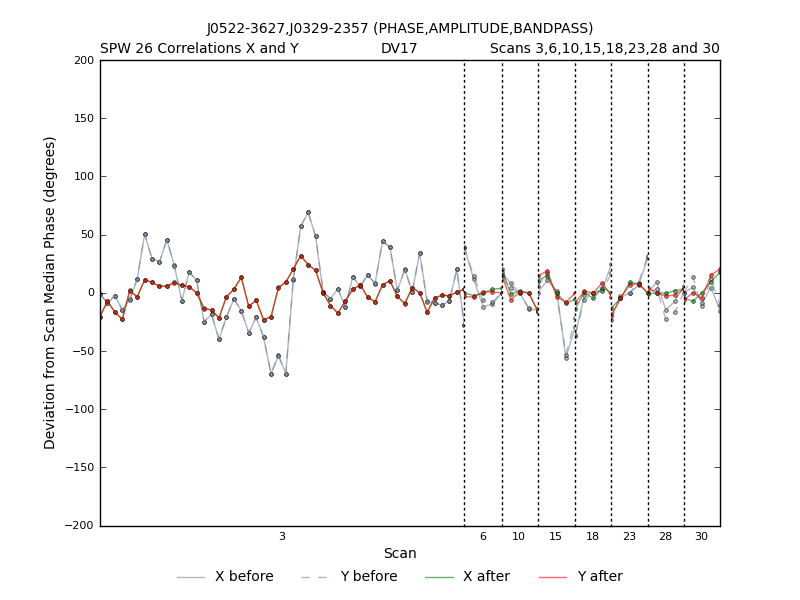 J0522-3627,J0329-2357 (PHASE,AMPLITUDE,BANDPASS)
SPW 26 Correlations X and Y DV17 Scans 3,6,10,15,18,23,28 and 30
200
150
100
50
0
−50
−100
−150
−200
Deviation from Scan Median Phase (degrees)
3 6 10 15 18 23 28 30
Scan
X before Y before X after Y after